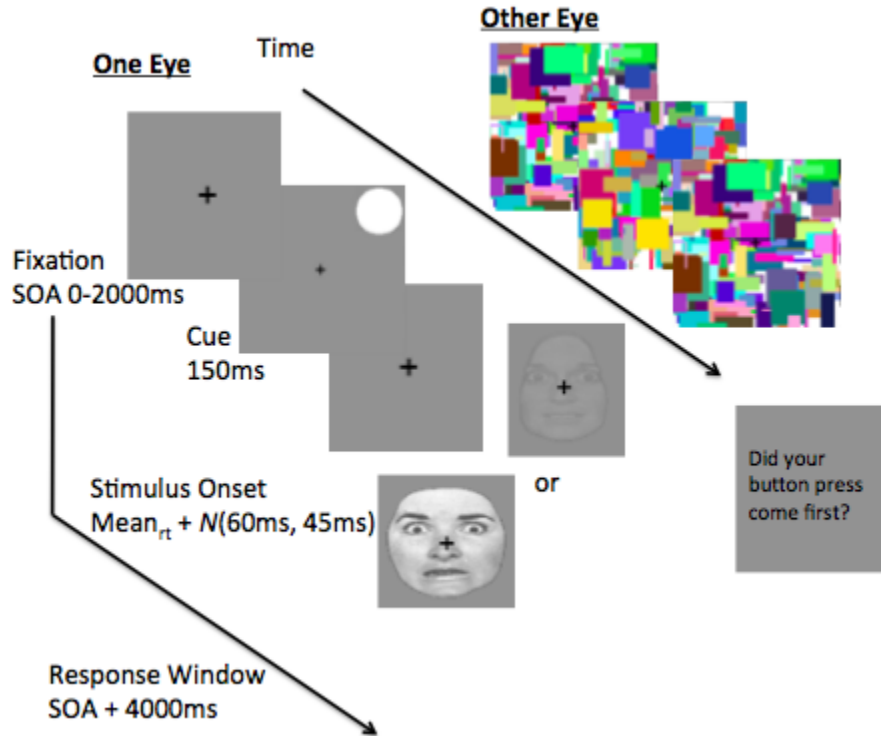 One Eye
Time
Other Eye
Fixation
SOA 0-2000ms
Cue
150ms
Stimulus Onset
Mean_rt + N(60ms, 45ms)
or
Did your
button press
come first?
Response Window
SOA + 4000ms